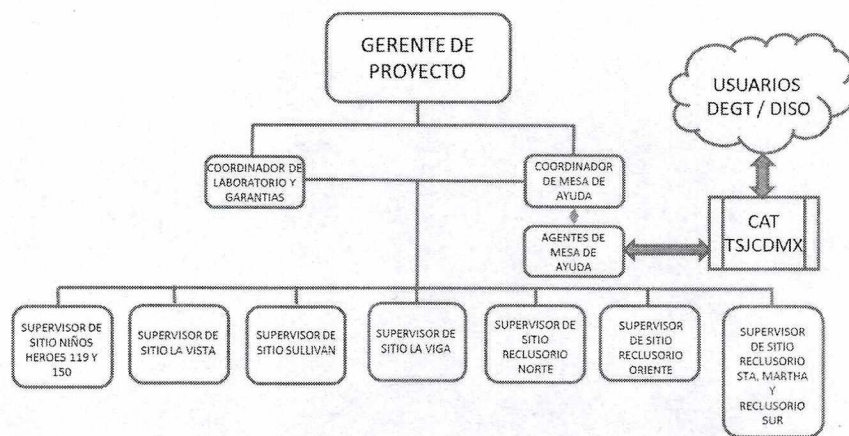 GERENTE DE
PROYECTO
USUARIOS
DEGT / DISO
COORDINADOR DE
LABORATORIO Y
GARANTIAS
COORDINADOR
DE MESA DE
AYUDA
CAT
TSJCDMX
AGENTES DE
MESA DE
AYUDA
SUPERVISOR DE
SITIO NIÑOS
HEROES 119 Y
150
SUPERVISOR DE
SITIO LA VISTA
SUPERVISOR DE
SITIO SULLIVAN
SUPERVISOR DE
SITIO LA VIGA
SUPERVISOR DE
SITIO
RECLUSORIO
NORTE
SUPERVISOR
DE SITIO
RECLUSORIO
ORIENTE
SUPERVISOR
DE SITIO
RECLUSORIO
STA, MARTHA
Y
RECLUSORIO
SUR